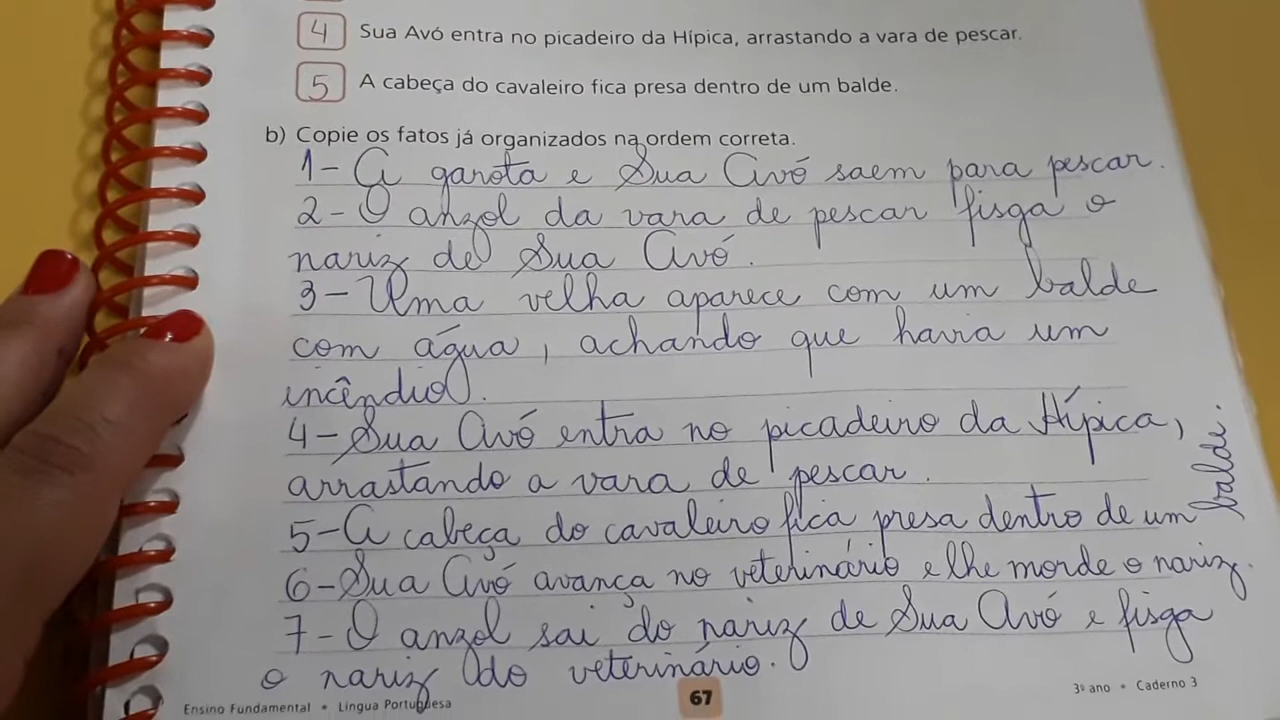 4 Sua Avó entra no picadeiro da Hípica, arrastando a vara de pescar.
5 A cabeça do cavaleiro fica presa dentro de um balde.
b) Copie os fatos já organizados na ordem correta.
1- A garota e Sua Avó saem para pescar.
2- O anzol da vara de pescar fisga o
nariz de Sua Avó.
3- Uma velha aparece com um balde
com água, achando que havia um
incêndio.
4- Sua Avó entra no picadeiro da Hípica,
arrastando a vara de pescar.
5- A cabeça do cavaleiro fica presa dentro de um balde.
6- Sua Avó avança no veterinário e lhe morde o nariz.
7- O anzol sai do nariz de Sua Avó e fisga
o nariz do veterinário.
Ensino Fundamental • Língua Portuguesa
67
3º ano • Caderno 3